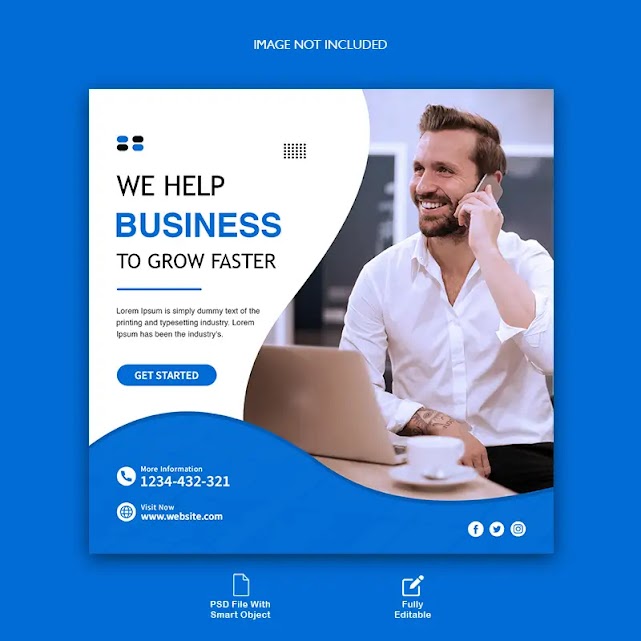 IMAGE NOT INCLUDED
WE HELP
BUSINESS
TO GROW FASTER
Lorem Ipsum is simply dummy text of the
printing and typesetting industry. Lorem
Ipsum has been the industry's.
GET STARTED
More Information
1234-432-321
Visit Now
www.website.com
PSD File With
Smart Object
Fully
Editable